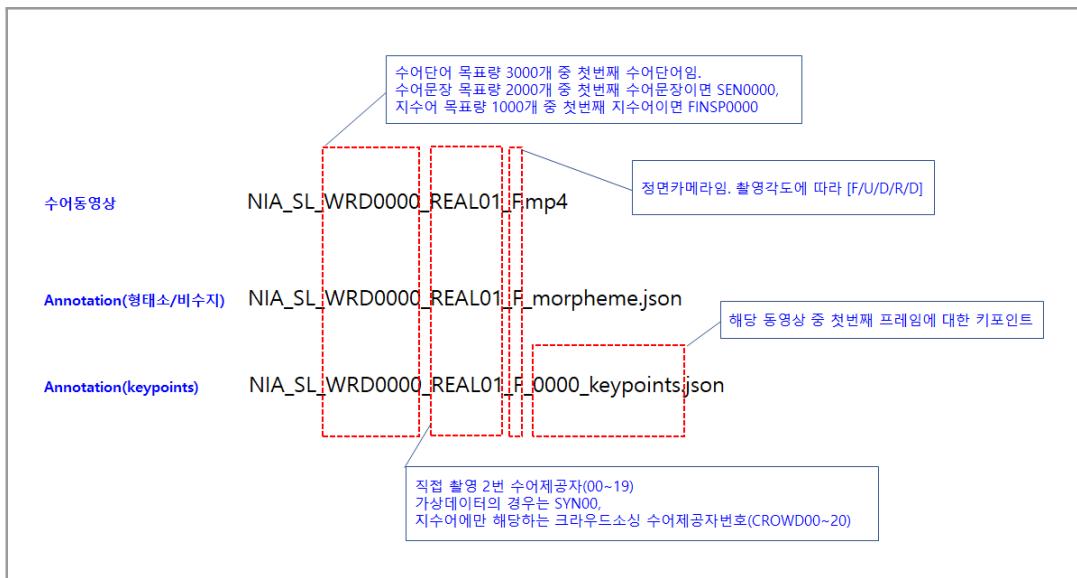 수어단어 목표량 3000개 중 첫번째 수어단어임.
수어문장 목표량 2000개 중 첫번째 수어문장이면 SEN0000,
지수어 목표량 1000개 중 첫번째 지수어이면 FINSP0000
정면카메라임. 촬영각도에 따라 [F/U/D/R/D]
수어동영상 NIA_SL_WRD0000_REAL01_F.mp4
Annotation(형태소/비수지) NIA_SL_WRD0000_REAL01_F_morpheme.json
해당 동영상 중 첫번째 프레임에 대한 키포인트
Annotation(keypoints) NIA_SL_WRD0000_REAL01_F_0000_keypoints.json
직접 촬영 2번 수어제공자(00~19)
가상데이터의 경우는 SYN00,
지수어에만 해당하는 크라우드소싱 수어제공자번호(CROWD00~20)